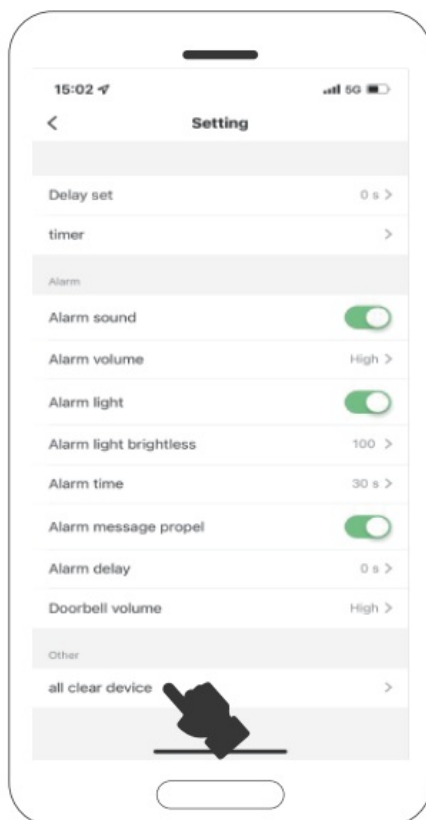 15:02 5G
Setting
Delay set 0 s
timer
Alarm
Alarm sound
Alarm volume High
Alarm light
Alarm light brightless 100
Alarm time 30 s
Alarm message propel
Alarm delay 0 s
Doorbell volume High
Other
all clear device